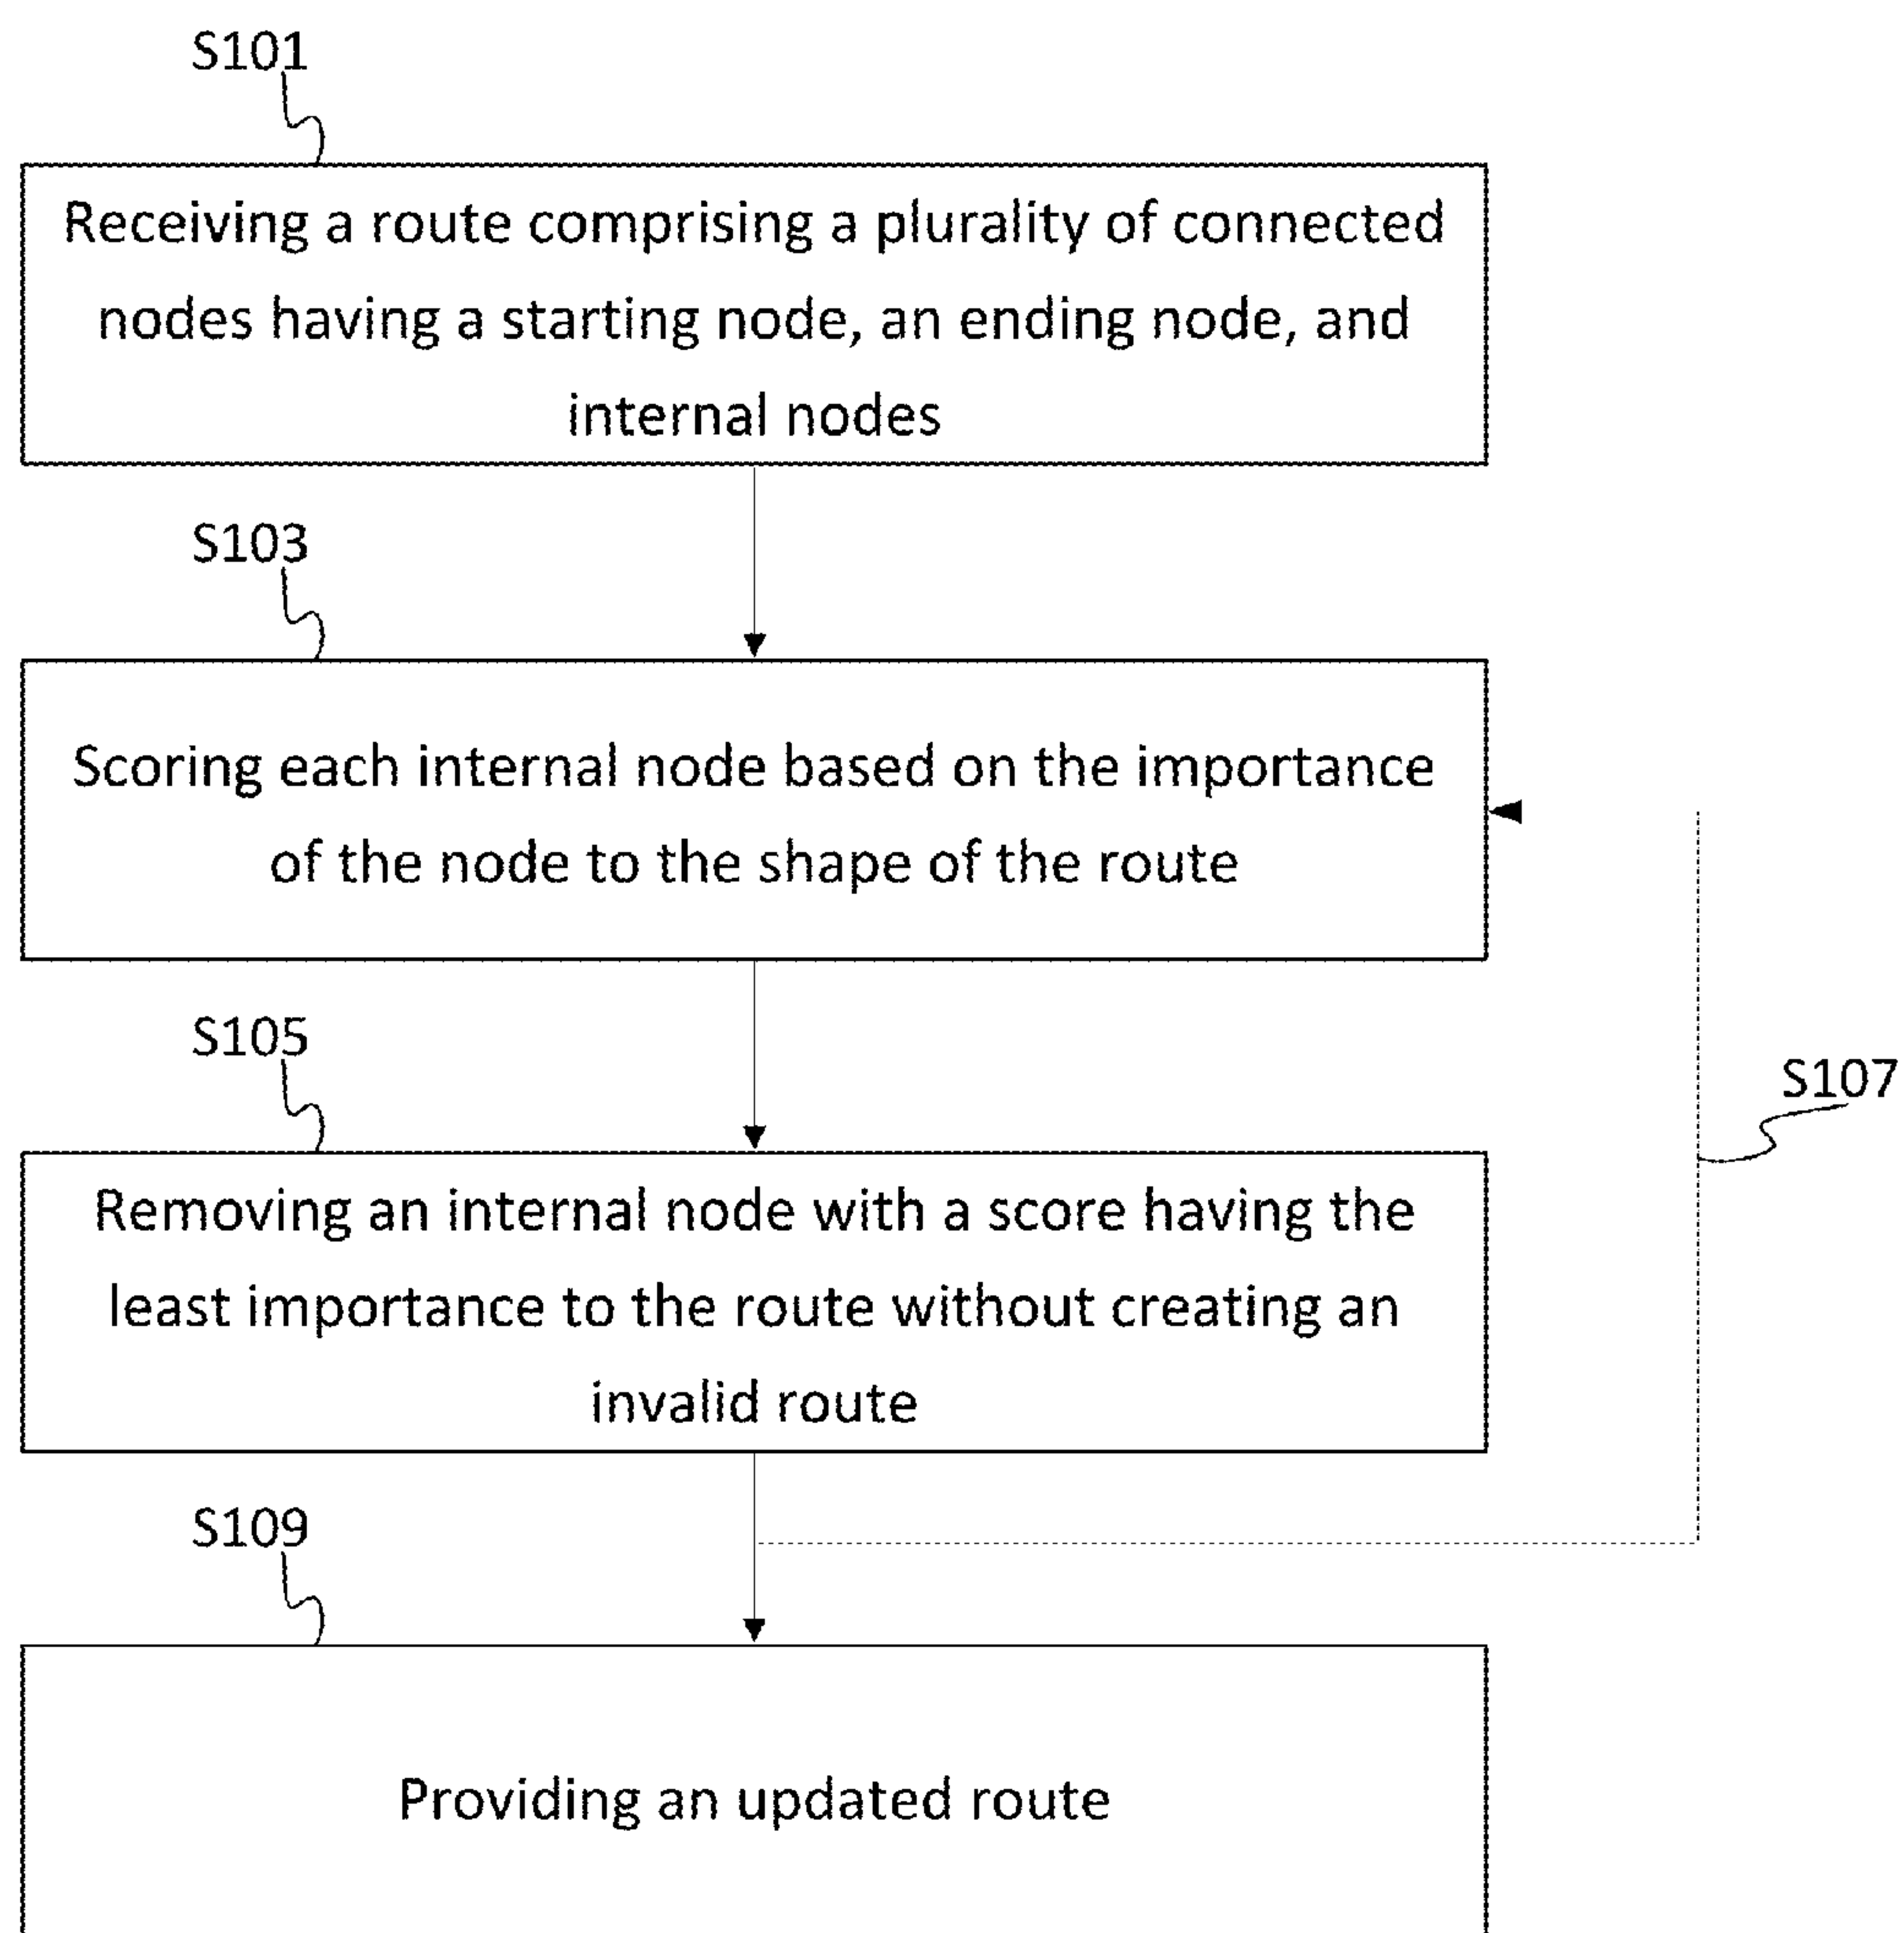 S101
Receiving a route comprising a plurality of connected
nodes having a starting node, an ending node, and
internal nodes
S103
Scoring each internal node based on the importance
of the node to the shape of the route
S105
S107
Removing an internal node with a score having the
least importance to the route without creating an
invalid route
S109
Providing an updated route